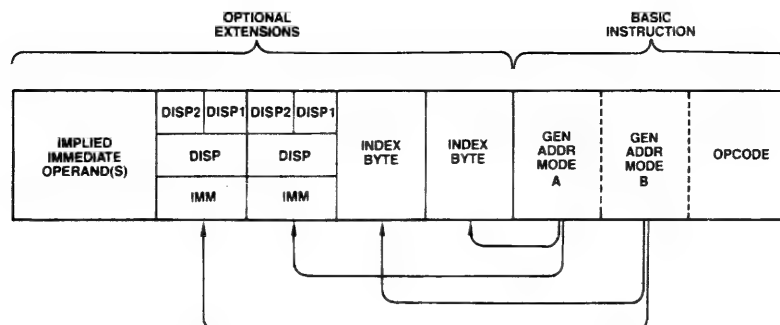 OPTIONAL
EXTENSIONS
BASIC
INSTRUCTION
IMPLIED
IMMEDIATE
OPERAND(S)
DISP2 DISP1
DISP
IMM
DISP2 DISP1
DISP
IMM
INDEX
BYTE
INDEX
BYTE
GEN
ADDR
MODE
A
GEN
ADDR
MODE
B
OPCODE